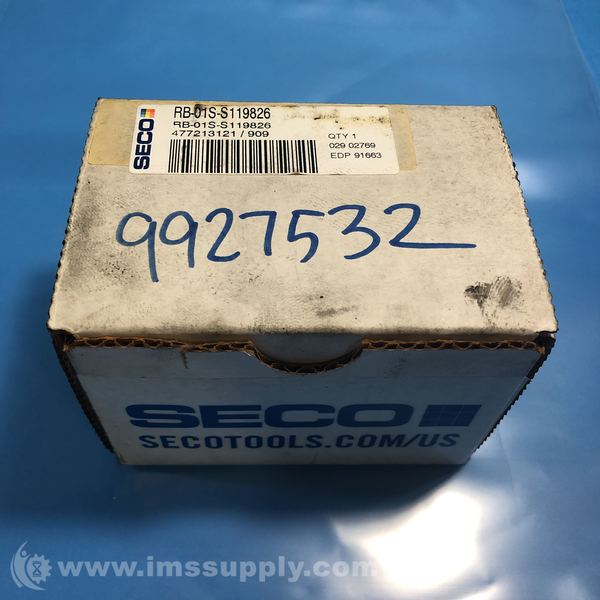 SECO
RB-01S-S119826
RB-01S-S119826
477213121 / 909
QTY 1
029 02769
EDP 91663
9927532
SECO
SECOTOOLS.COM/US
www.imssupply.com